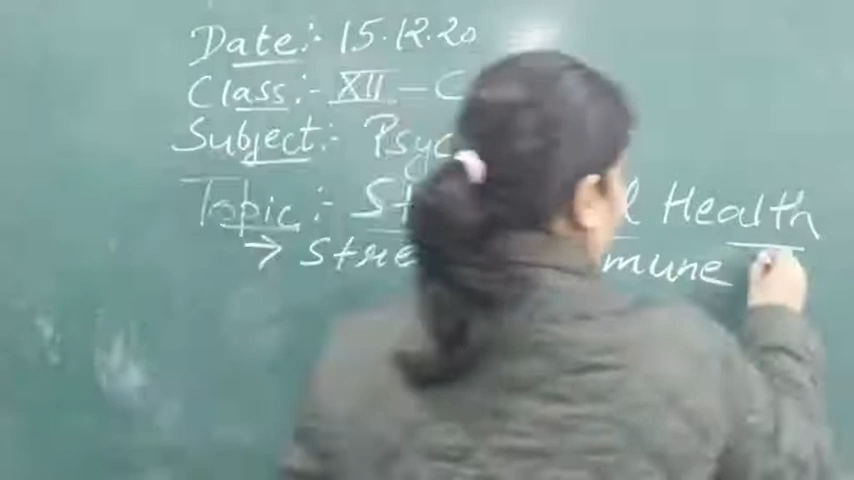 Date:- 15.12.20
Class:- XII - C
Subject:- Psyc
Topic:- St l Health
→ Stre mune